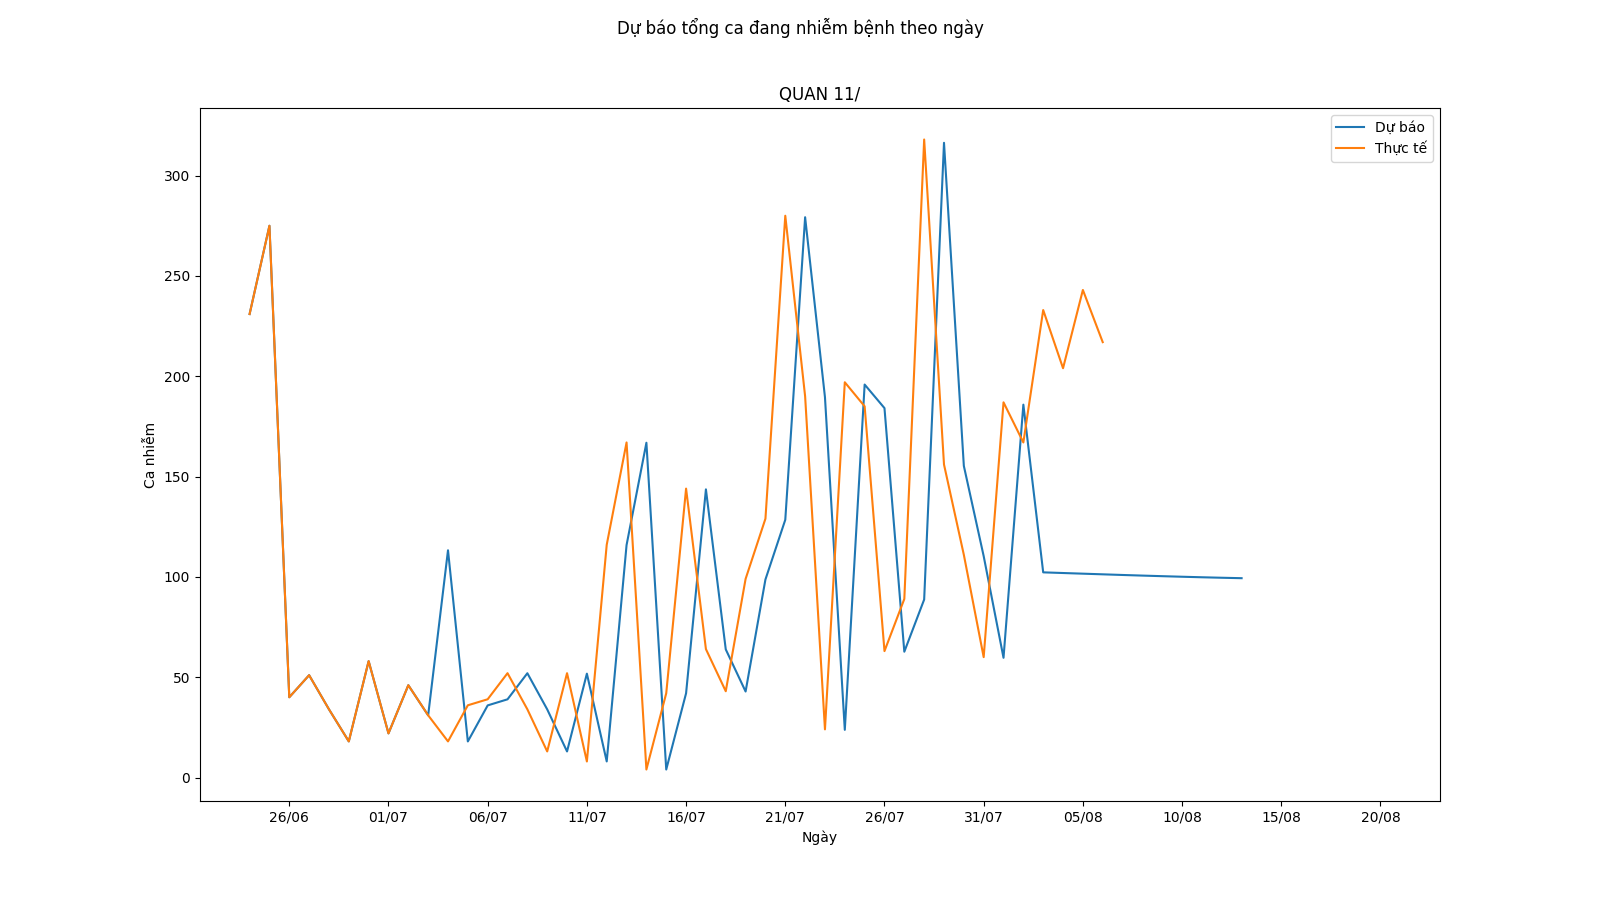 Dự báo tổng ca đang nhiễm bệnh theo ngày
QUAN 11/
Dự báo
Thực tế
300
250
200
150
100
50
0
Ca nhiễm
26/06 01/07 06/07 11/07 16/07 21/07 26/07 31/07 05/08 10/08 15/08 20/08
Ngày